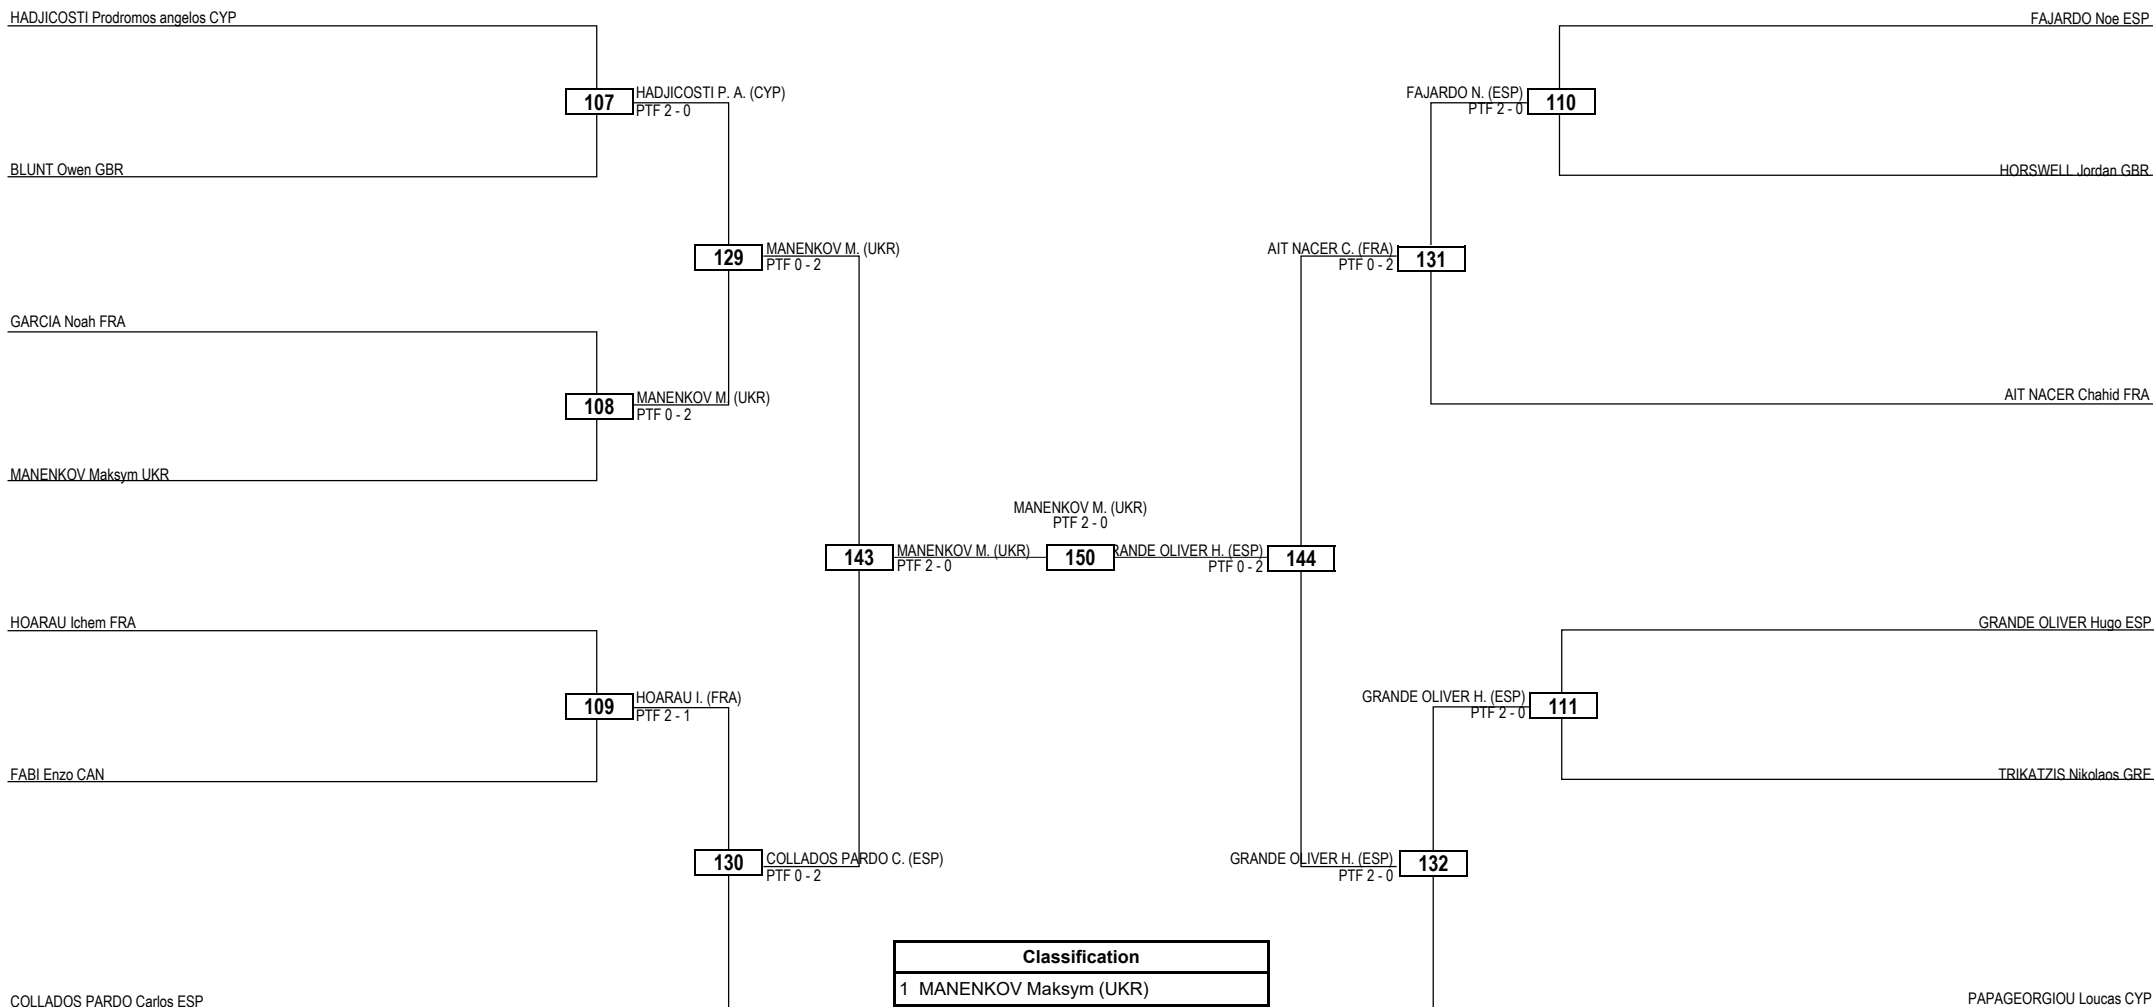 HADJICOSTI Prodromos angelos CYP
FAJARDO Noe ESP
107
HADJICOSTI P. A. (CYP)
PTF 2 - 0
FAJARDO N. (ESP)
PTF 2 - 0
110
BLUNT Owen GBR
HORSWELL Jordan GBR
129
MANENKOV M. (UKR)
PTF 0 - 2
AIT NACER C. (FRA)
PTF 0 - 2
131
GARCIA Noah FRA
108
MANENKOV M. (UKR)
PTF 0 - 2
AIT NACER Chahid FRA
MANENKOV Maksym UKR
MANENKOV M. (UKR)
PTF 2 - 0
143
MANENKOV M. (UKR)
PTF 2 - 0
150
RANDE OLIVER H. (ESP)
PTF 0 - 2
144
HOARAU Ichem FRA
GRANDE OLIVER Hugo ESP
109
HOARAU I. (FRA)
PTF 2 - 1
GRANDE OLIVER H. (ESP)
PTF 2 - 0
111
FABI Enzo CAN
TRIKATZIS Nikolaos GRE
130
COLLADOS PARDO C. (ESP)
PTF 0 - 2
GRANDE OLIVER H. (ESP)
PTF 2 - 0
132
Classification
1 MANENKOV Maksym (UKR)
COLLADOS PARDO Carlos ESP
PAPAGEORGIOU Loucas CYP